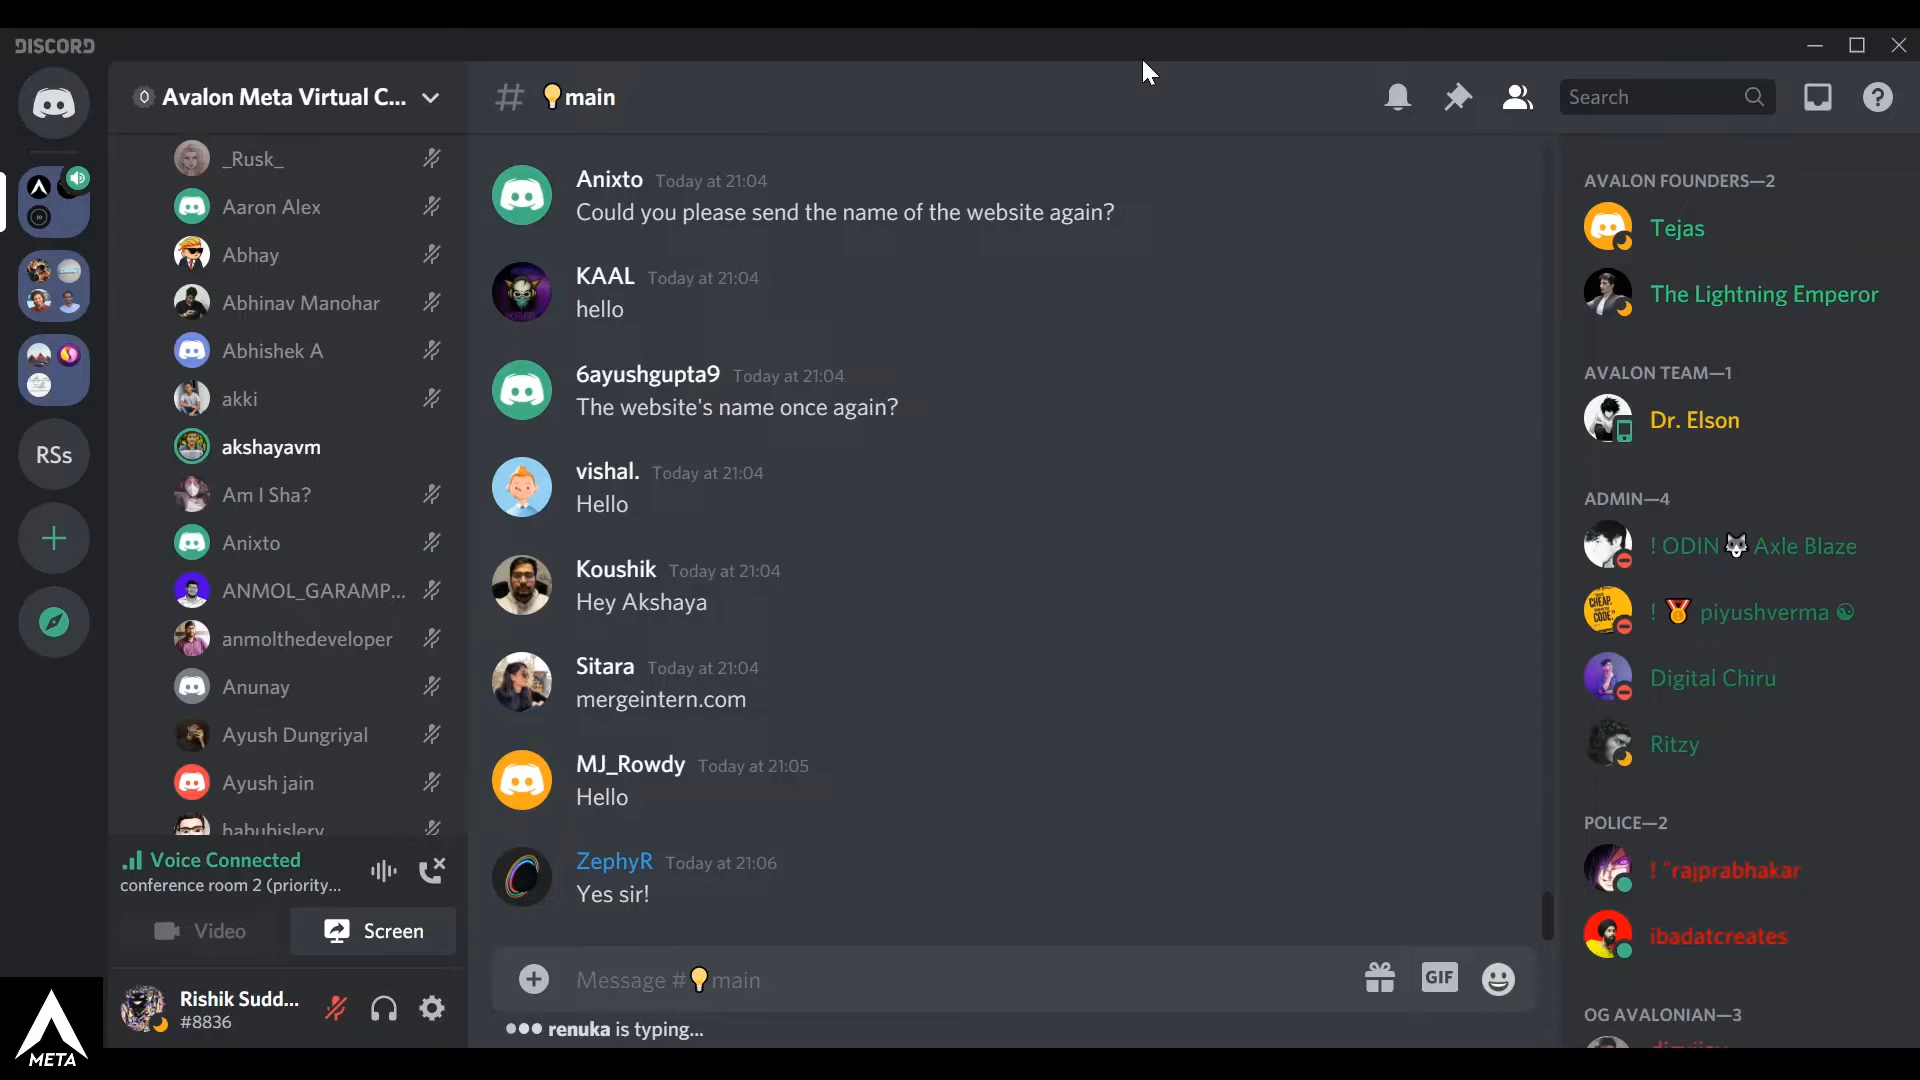 DISCORD
Avalon Meta Virtual C...
_Rusk_
Aaron Alex
Abhay
Abhinav Manohar
Abhishek A
akki
akshayavm
Am I Sha?
Anixto
ANMOL_GARAMP...
anmolthedeveloper
Anunay
Ayush Dungriyal
Ayush jain
babubislery
RSs
Voice Connected
conference room 2 (priority...
Video
Screen
Rishik Sudd...
#8836
META
# 💡main
Search
Anixto Today at 21:04
Could you please send the name of the website again?
KAAL Today at 21:04
hello
6ayushgupta9 Today at 21:04
The website's name once again?
vishal. Today at 21:04
Hello
Koushik Today at 21:04
Hey Akshaya
Sitara Today at 21:04
mergeintern.com
MJ_Rowdy Today at 21:05
Hello
ZephyR Today at 21:06
Yes sir!
Message #💡main
GIF
renuka is typing...
AVALON FOUNDERS—2
Tejas
The Lightning Emperor
AVALON TEAM—1
Dr. Elson
ADMIN—4
! ODIN🐺Axle Blaze
CHEAP.
CODE.
! 🏅 piyushverma ☯
Digital Chiru
Ritzy
POLICE—2
! "rajprabhakar
ibadatcreates
OG AVALONIAN—3